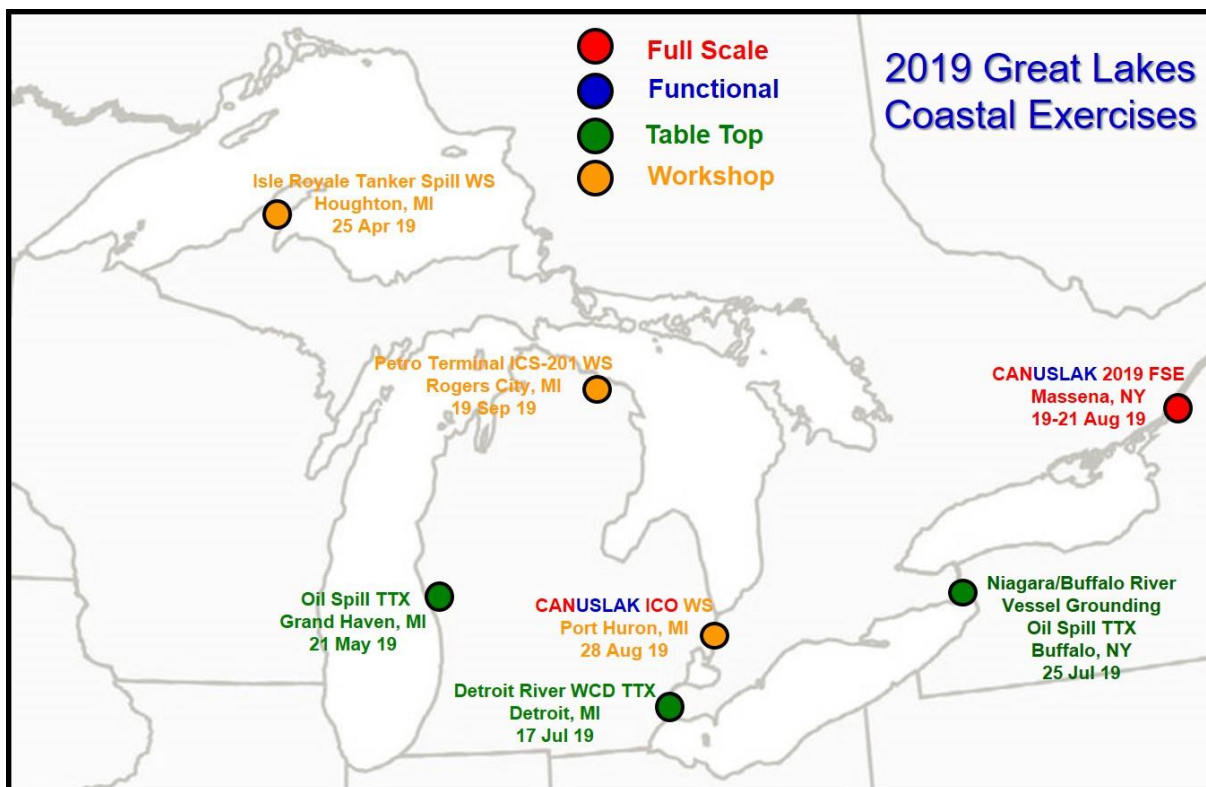 2019 Great Lakes
Coastal Exercises
Full Scale
Functional
Table Top
Workshop
Isle Royale Tanker Spill WS
Houghton, MI
25 Apr 19
Petro Terminal ICS-201 WS
Rogers City, MI
19 Sep 19
CANUSLAK 2019 FSE
Massena, NY
19-21 Aug 19
Oil Spill TTX
Grand Haven, MI
21 May 19
CANUSLAK ICO WS
Port Huron, MI
28 Aug 19
Niagara/Buffalo River
Vessel Grounding
Oil Spill TTX
Buffalo, NY
25 Jul 19
Detroit River WCD TTX
Detroit, MI
17 Jul 19